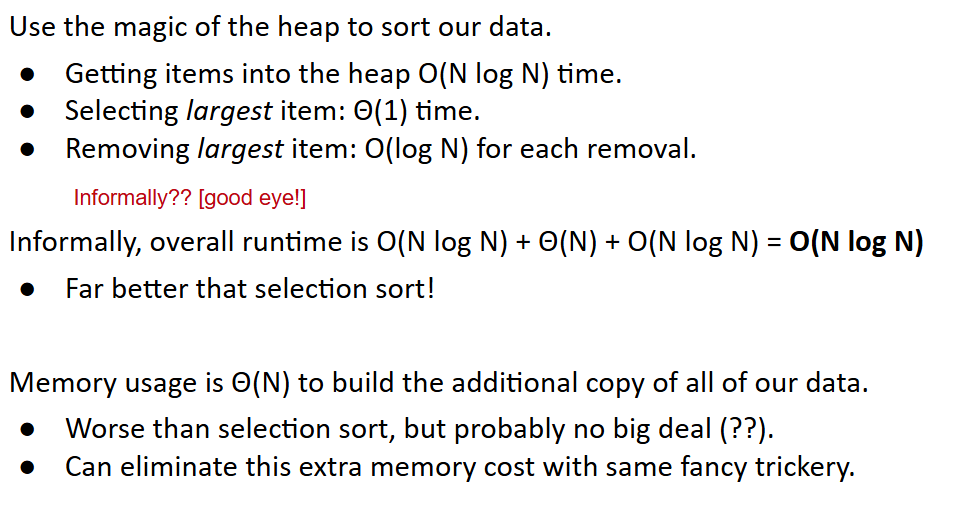 Use the magic of the heap to sort our data.
● Getting items into the heap O(N log N) time.
● Selecting largest item: Θ(1) time.
● Removing largest item: O(log N) for each removal.
Informally?? [good eye!]
Informally, overall runtime is O(N log N) + Θ(N) + O(N log N) = O(N log N)
● Far better that selection sort!
Memory usage is Θ(N) to build the additional copy of all of our data.
● Worse than selection sort, but probably no big deal (??).
● Can eliminate this extra memory cost with same fancy trickery.